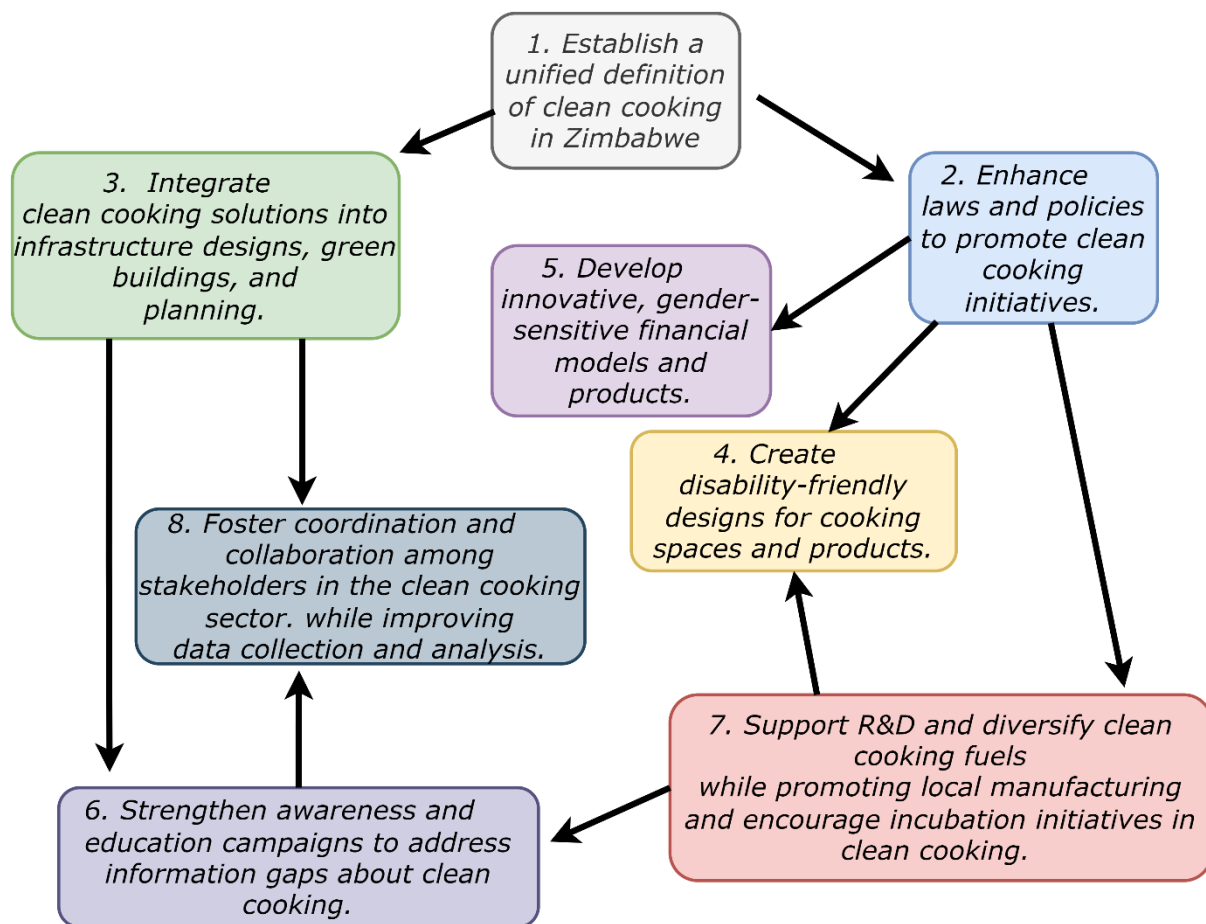 1. Establish a
unified definition
of clean cooking
in Zimbabwe
3. Integrate
clean cooking solutions into
infrastructure designs, green
buildings, and
planning.
2. Enhance
laws and policies
to promote clean
cooking
initiatives.
5. Develop
innovative, gender-
sensitive financial
models and
products.
4. Create
disability-friendly
designs for cooking
spaces and products.
8. Foster coordination and
collaboration among
stakeholders in the clean cooking
sector. while improving
data collection and analysis.
7. Support R&D and diversify clean
cooking fuels
while promoting local manufacturing
and encourage incubation initiatives in
clean cooking.
6. Strengthen awareness and
education campaigns to address
information gaps about clean
cooking.